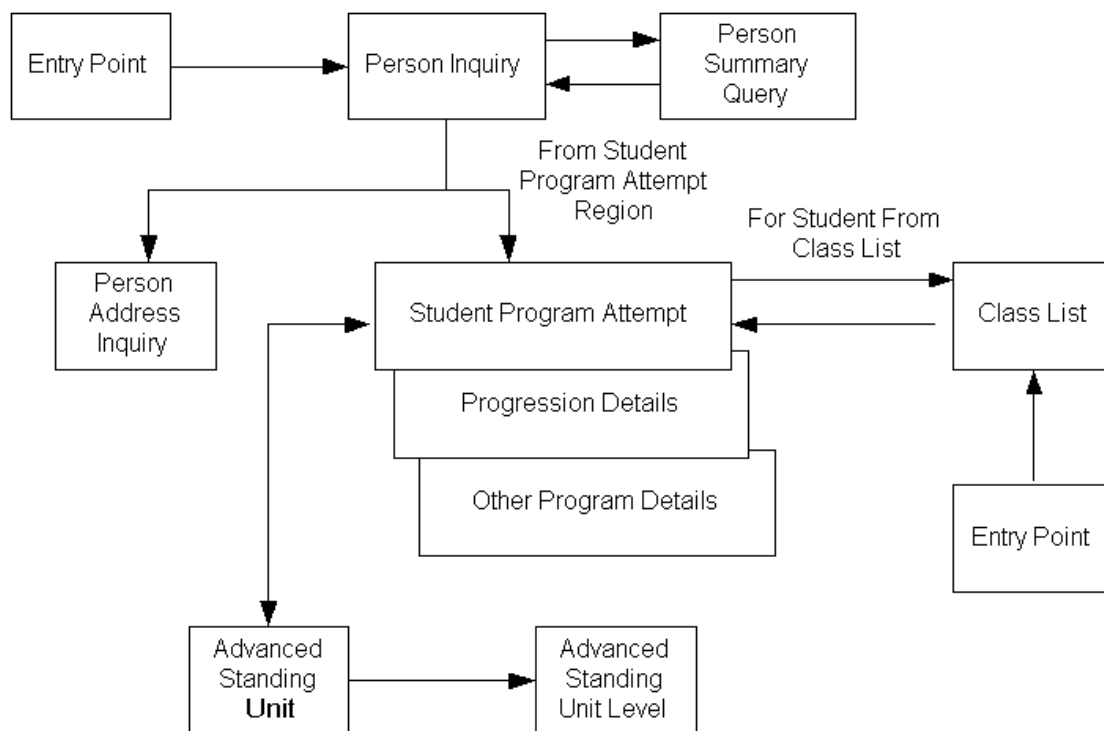 Entry Point
Person Inquiry
Person
Summary
Query
From Student
Program Attempt
Region
For Student From
Class List
Person
Address
Inquiry
Student Program Attempt
Class List
Progression Details
Other Program Details
Entry Point
Advanced
Standing
Unit
Advanced
Standing
Unit Level